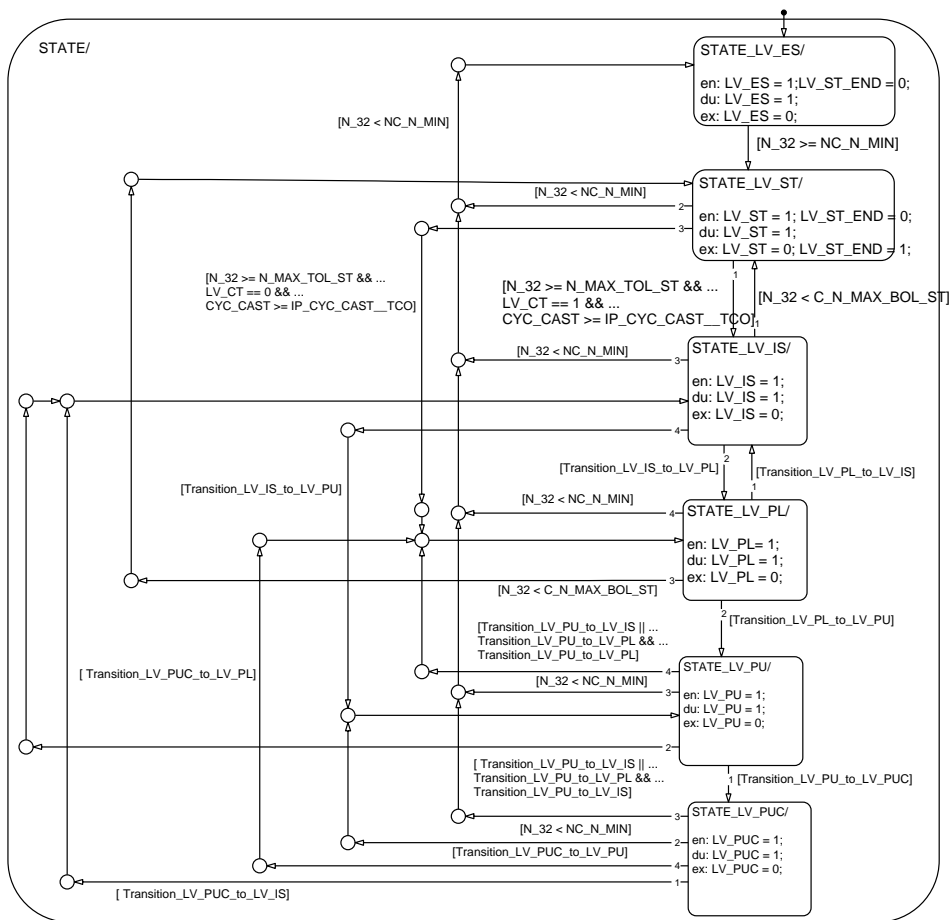 STATE/
STATE_LV_ES/
en: LV_ES = 1;LV_ST_END = 0;
du: LV_ES = 1;
ex: LV_ES = 0;
[N_32 < NC_N_MIN]
[N_32 >= NC_N_MIN]
STATE_LV_ST/
[N_32 < NC_N_MIN]
2
en: LV_ST = 1; LV_ST_END = 0;
du: LV_ST = 1;
ex: LV_ST = 0; LV_ST_END = 1;
3
1
[N_32 >= N_MAX_TOL_ST && ...
LV_CT == 0 && ...
CYC_CAST >= IP_CYC_CAST__TCO]
[N_32 >= N_MAX_TOL_ST && ...
LV_CT == 1 && ...
CYC_CAST >= IP_CYC_CAST__TCO]
[N_32 < C_N_MAX_BOL_ST]
1
[N_32 < NC_N_MIN]
3
STATE_LV_IS/
en: LV_IS = 1;
du: LV_IS = 1;
ex: LV_IS = 0;
4
2
[Transition_LV_IS_to_LV_PL]
[Transition_LV_PL_to_LV_IS]
1
[Transition_LV_IS_to_LV_PU]
[N_32 < NC_N_MIN]
4
STATE_LV_PL/
en: LV_PL= 1;
du: LV_PL = 1;
ex: LV_PL = 0;
3
[N_32 < C_N_MAX_BOL_ST]
2
[Transition_LV_PL_to_LV_PU]
[Transition_LV_PU_to_LV_IS || ...
Transition_LV_PU_to_LV_PL && ...
Transition_LV_PU_to_LV_PL]
4
[ Transition_LV_PUC_to_LV_PL]
[N_32 < NC_N_MIN]
3
STATE_LV_PU/
en: LV_PU = 1;
du: LV_PU = 1;
ex: LV_PU = 0;
2
[ Transition_LV_PU_to_LV_IS || ...
Transition_LV_PU_to_LV_PL && ...
Transition_LV_PU_to_LV_IS]
1
[Transition_LV_PU_to_LV_PUC]
STATE_LV_PUC/
3
[N_32 < NC_N_MIN]
2
en: LV_PUC = 1;
du: LV_PUC = 1;
ex: LV_PUC = 0;
[Transition_LV_PUC_to_LV_PU]
4
1
[ Transition_LV_PUC_to_LV_IS]